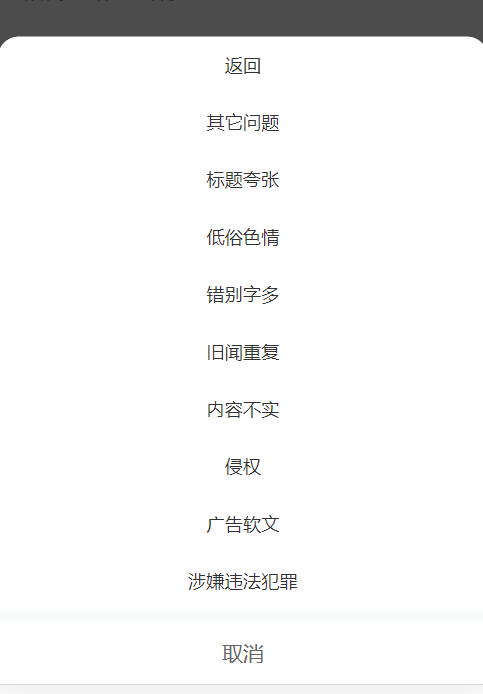 返回
其它问题
标题夸张
低俗色情
错别字多
旧闻重复
内容不实
侵权
广告软文
涉嫌违法犯罪
取消